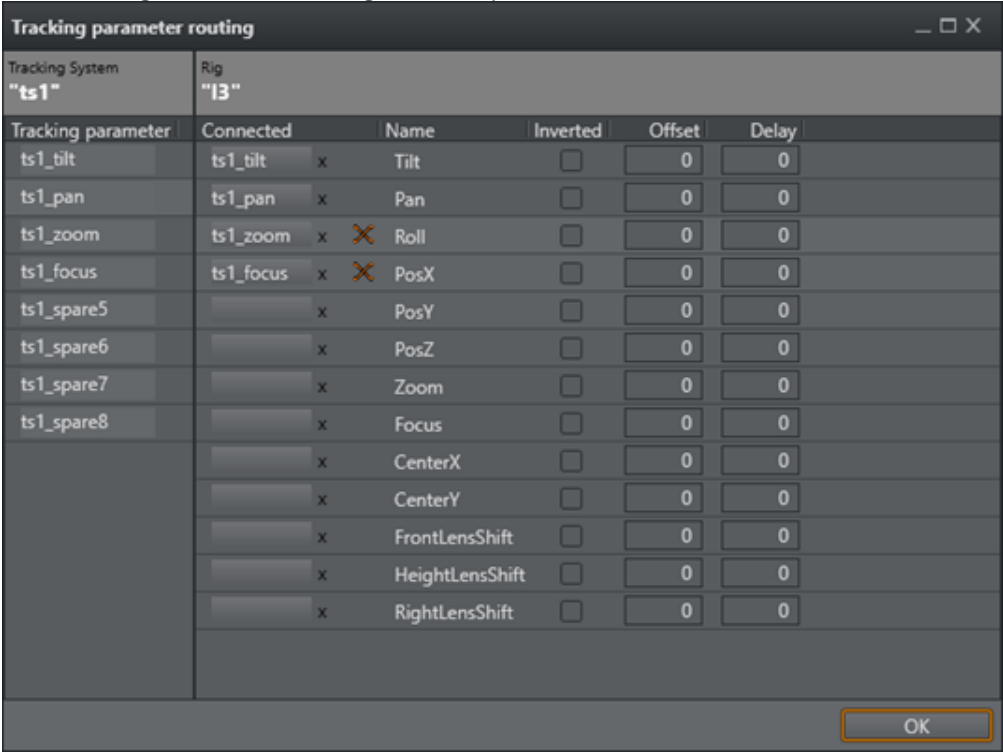 Tracking parameter routing
Tracking System Rig
"ts1" "l3"
Tracking parameter Connected Name Inverted Offset Delay
ts1_tilt ts1_tilt x Tilt 0 0
ts1_pan ts1_pan x Pan 0 0
ts1_zoom ts1_zoom x Roll 0 0
ts1_focus ts1_focus x PosX 0 0
ts1_spare5 x PosY 0 0
ts1_spare6 x PosZ 0 0
ts1_spare7 x Zoom 0 0
ts1_spare8 x Focus 0 0
x CenterX 0 0
x CenterY 0 0
x FrontLensShift 0 0
x HeightLensShift 0 0
x RightLensShift 0 0
OK